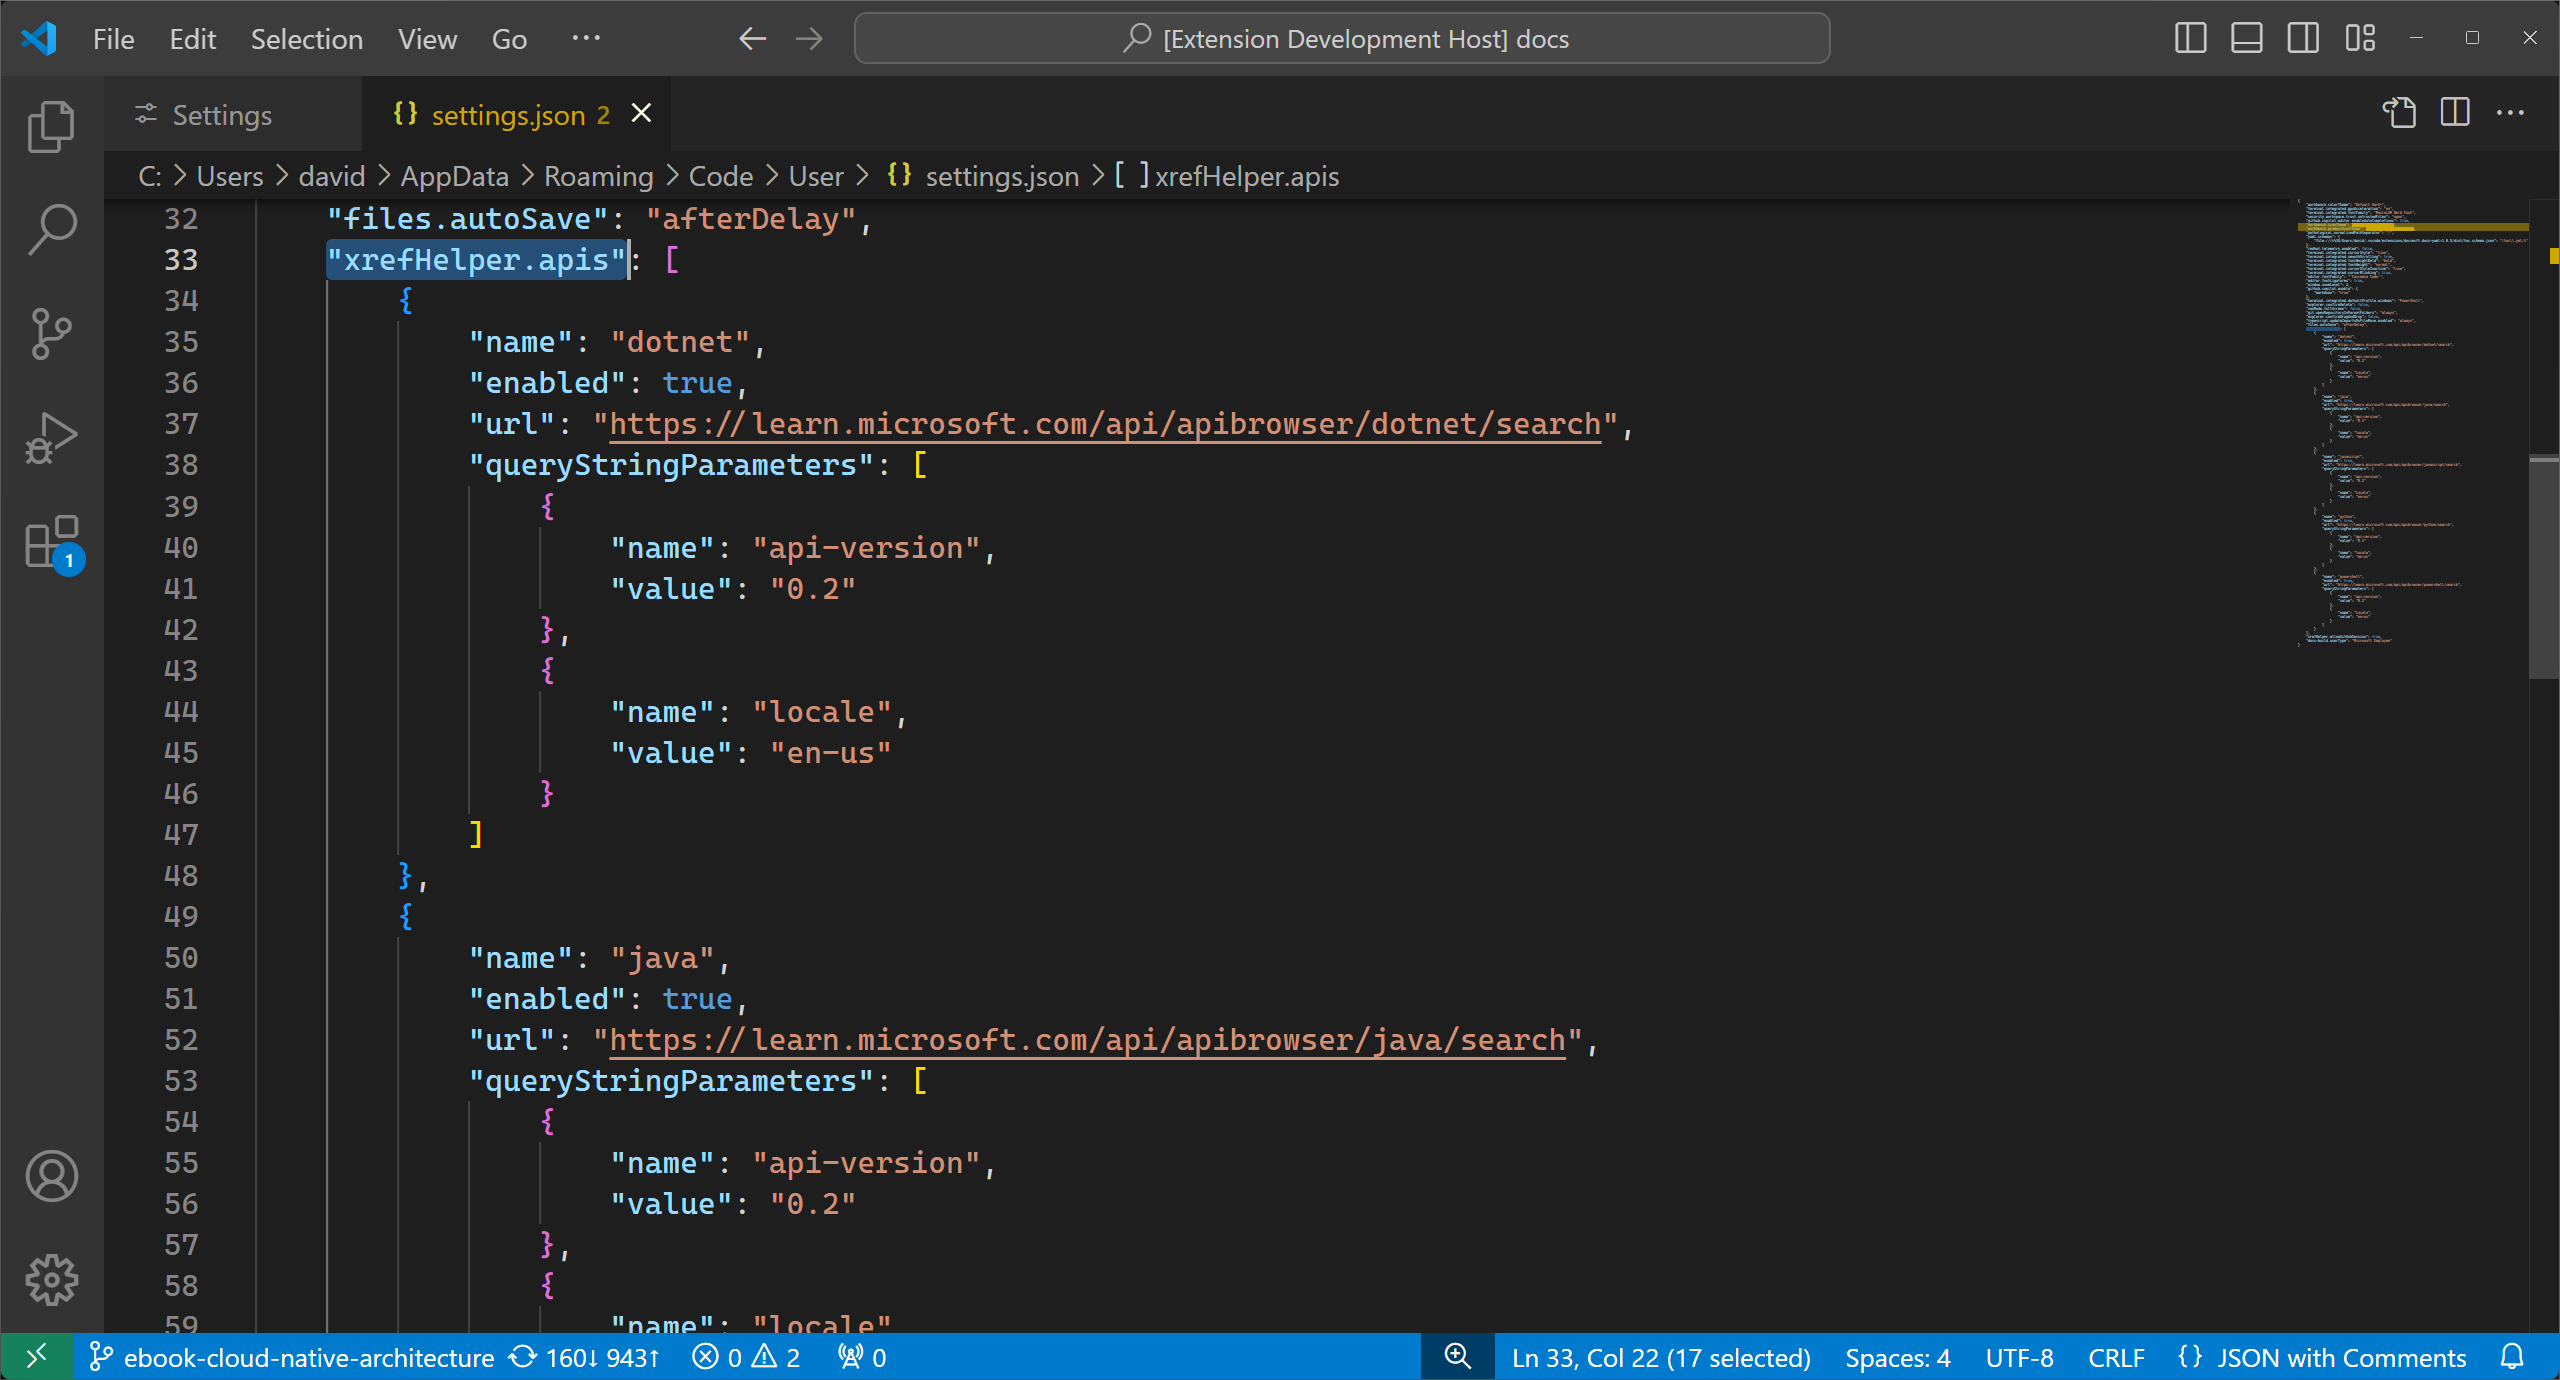 File Edit Selection View Go ··· [Extension Development Host] docs
Settings settings.json 2
C: > Users > david > AppData > Roaming > Code > User > {} settings.json > [ ] xrefHelper.apis
32 "files.autoSave": "afterDelay",
33 "xrefHelper.apis": [
34 {
35 "name": "dotnet",
36 "enabled": true,
37 "url": "https://learn.microsoft.com/api/apibrowser/dotnet/search",
38 "queryStringParameters": [
39 {
40 "name": "api-version",
41 "value": "0.2"
42 },
43 {
44 "name": "locale",
45 "value": "en-us"
46 }
47 ]
48 },
49 {
50 "name": "java",
51 "enabled": true,
52 "url": "https://learn.microsoft.com/api/apibrowser/java/search",
53 "queryStringParameters": [
54 {
55 "name": "api-version",
56 "value": "0.2"
57 },
58 {
59 "name": "locale"
1
ebook-cloud-native-architecture 160↓ 943↑ 0 2 0 Ln 33, Col 22 (17 selected) Spaces: 4 UTF-8 CRLF {} JSON with Comments